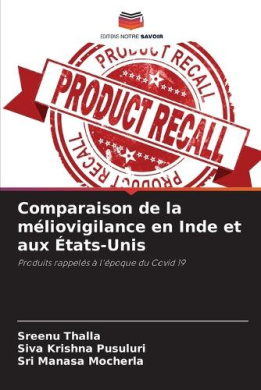 EDITIONS NOTRE SAVOIR
PRODUCT RECALL
PRODUCT RECALL
PRODUCT RECALL
Comparaison de la
méliovigilance en Inde et
aux États-Unis
Produits rappelés à l'époque du Covid 19
Sreenu Thalla
Siva Krishna Pusuluri
Sri Manasa Mocherla